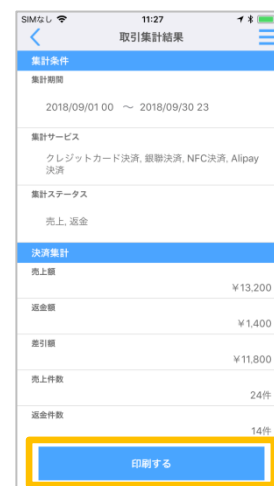 SIMなし 11:27
取引集計結果
集計条件
集計期間
2018/09/01 00 ～ 2018/09/30 23
集計サービス
クレジットカード決済, 銀聯決済, NFC決済, Alipay
決済
集計ステータス
売上, 返金
決済集計
売上額
￥13,200
返金額
￥1,400
差引額
￥11,800
売上件数
24件
返金件数
14件
印刷する